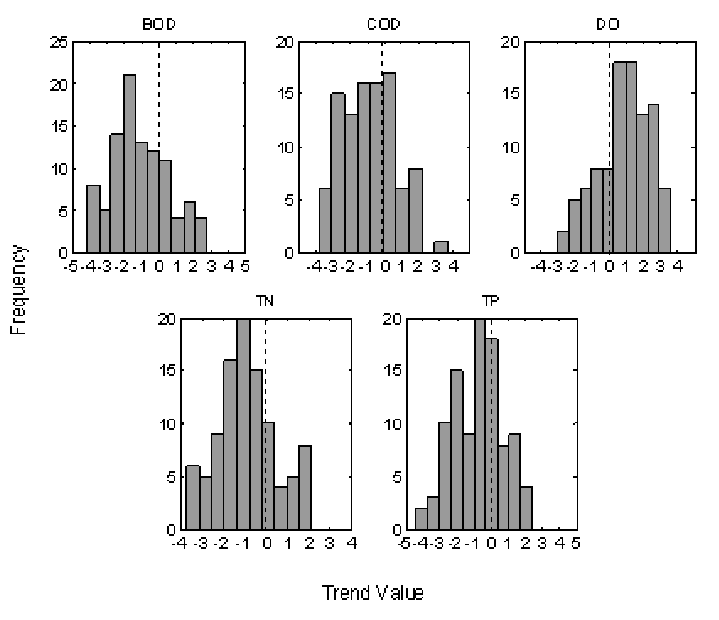 BOD COD DO
25 20 20
20 15 15
15 10 10
10 5 5
5 0 0
0
-5 -4 -3 -2 -1 0 1 2 3 4 5 -4 -3 -2 -1 0 1 2 3 4 -4 -3 -2 -1 0 1 2 3 4
Frequency
TN TP
20 20
15 15
10 10
5 5
0 0
-4 -3 -2 -1 0 1 2 3 4 -5 -4 -3 -2 -1 0 1 2 3 4 5
Trend Value